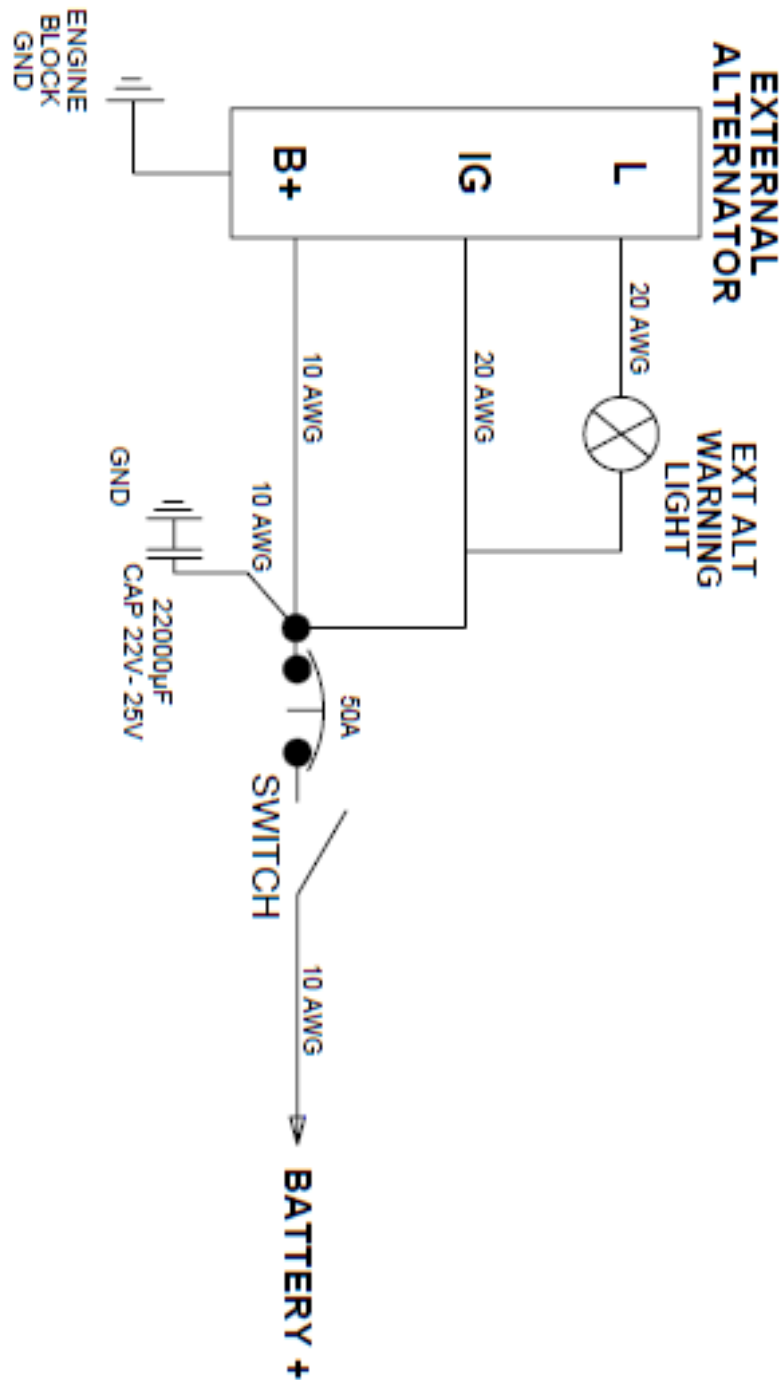 EXTERNAL
ALTERNATOR
L
IG
B+
ENGINE
BLOCK
GND
20 AWG
20 AWG
10 AWG
EXT ALT
WARNING
LIGHT
10 AWG
GND
22000µF
CAP 22V- 25V
50A
SWITCH
10 AWG
BATTERY +